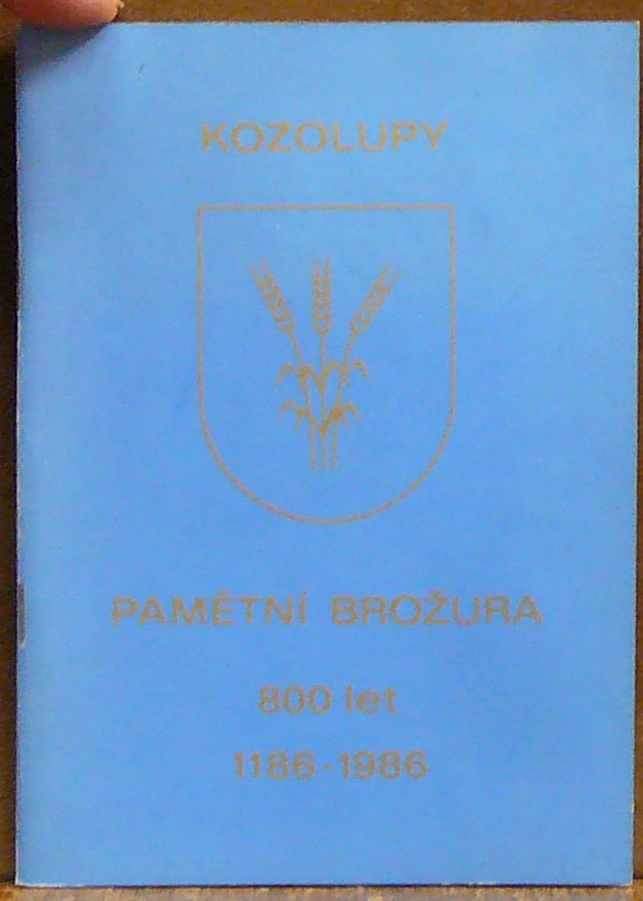 KOZOLUPY
PAMĚTNÍ BROŽURA
800 let
1186-1986